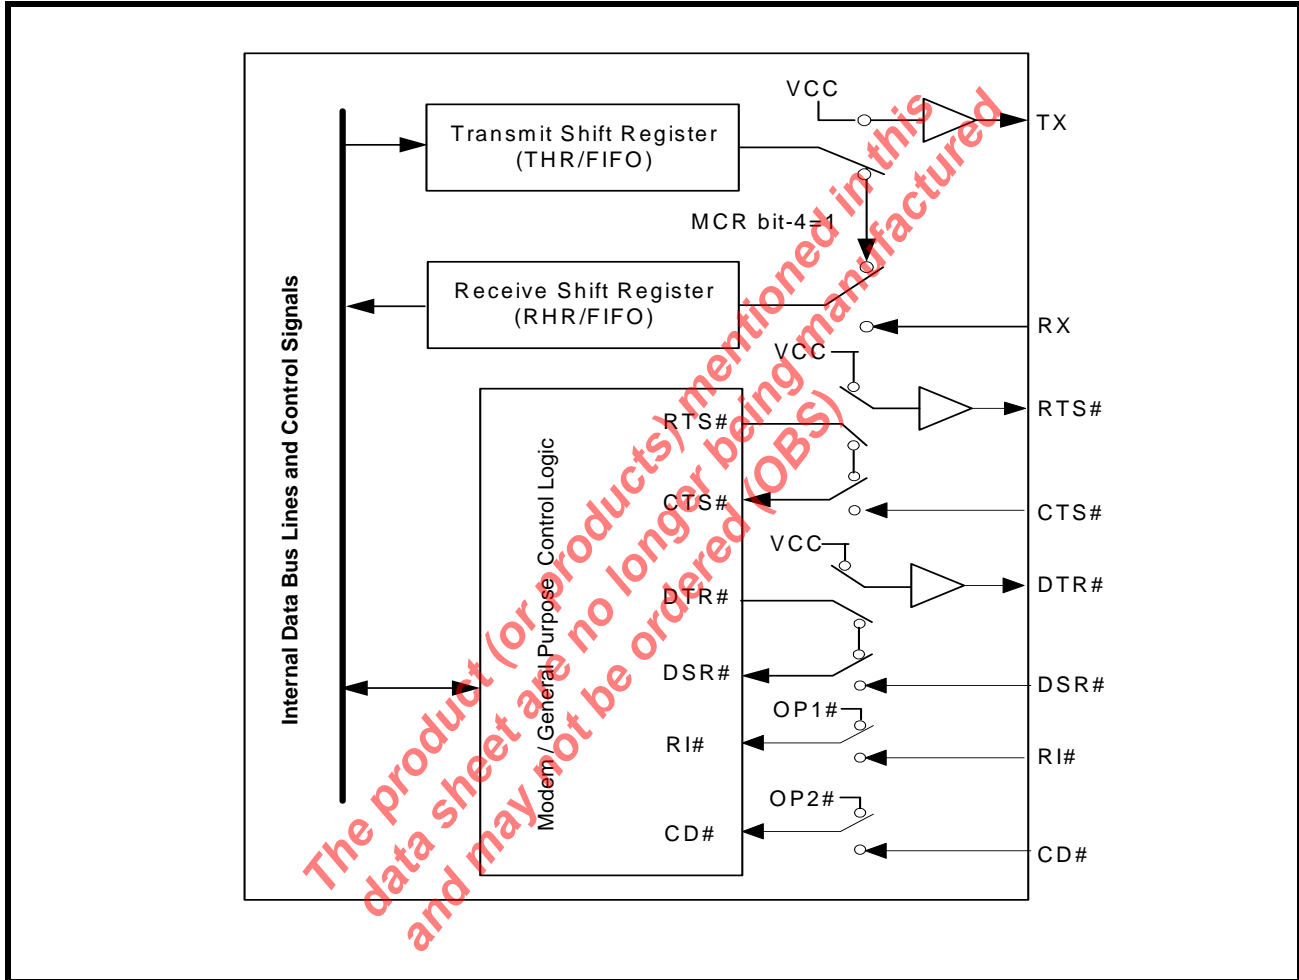 VCC
TX
Transmit Shift Register
(THR/FIFO)
MCR bit-4=1
Receive Shift Register
(RHR/FIFO)
RX
VCC
RTS#
RTS#
CTS#
CTS#
VCC
DTR#
DTR#
DSR#
DSR#
OP1#
RI#
RI#
OP2#
CD#
CD#
Internal Data Bus Lines and Control Signals
Modem / General Purpose Control Logic
The product (or products) mentioned in this
data sheet are no longer being manufactured
and may not be ordered (OBS)